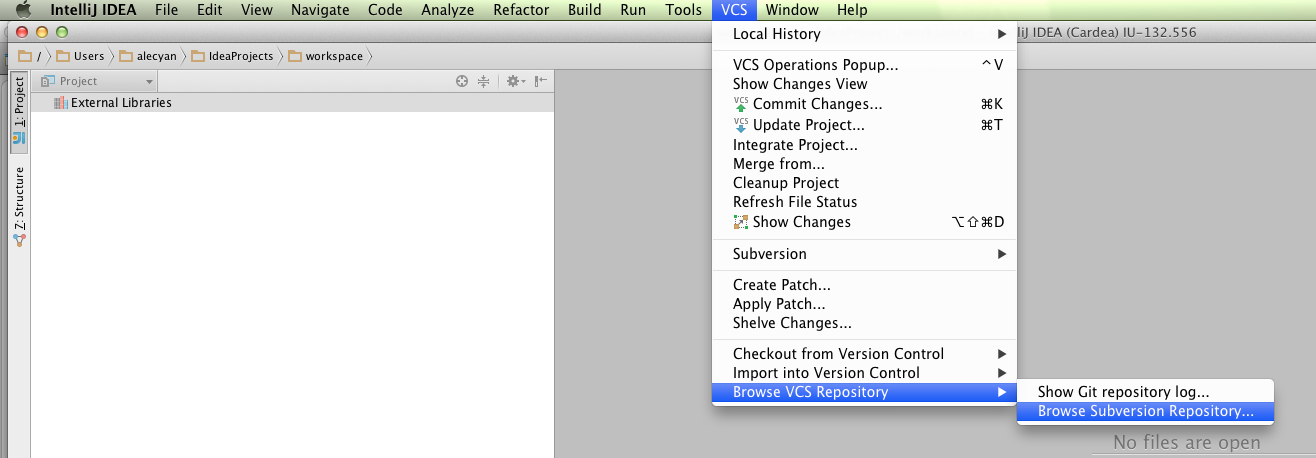 IntelliJ IDEA File Edit View Navigate Code Analyze Refactor Build Run Tools VCS Window Help
IntelliJ IDEA (Cardea) IU-132.556
/ Users alecyan IdeaProjects workspace
Project
External Libraries
1: Project
Z: Structure
Local History
VCS Operations Popup... ^V
Show Changes View
VCS Commit Changes... ⌘K
VCS Update Project... ⌘T
Integrate Project...
Merge from...
Cleanup Project
Refresh File Status
Show Changes ⌥⇧⌘D
Subversion
Create Patch...
Apply Patch...
Shelve Changes...
Checkout from Version Control
Import into Version Control
Browse VCS Repository
Show Git repository log...
Browse Subversion Repository...
No files are open